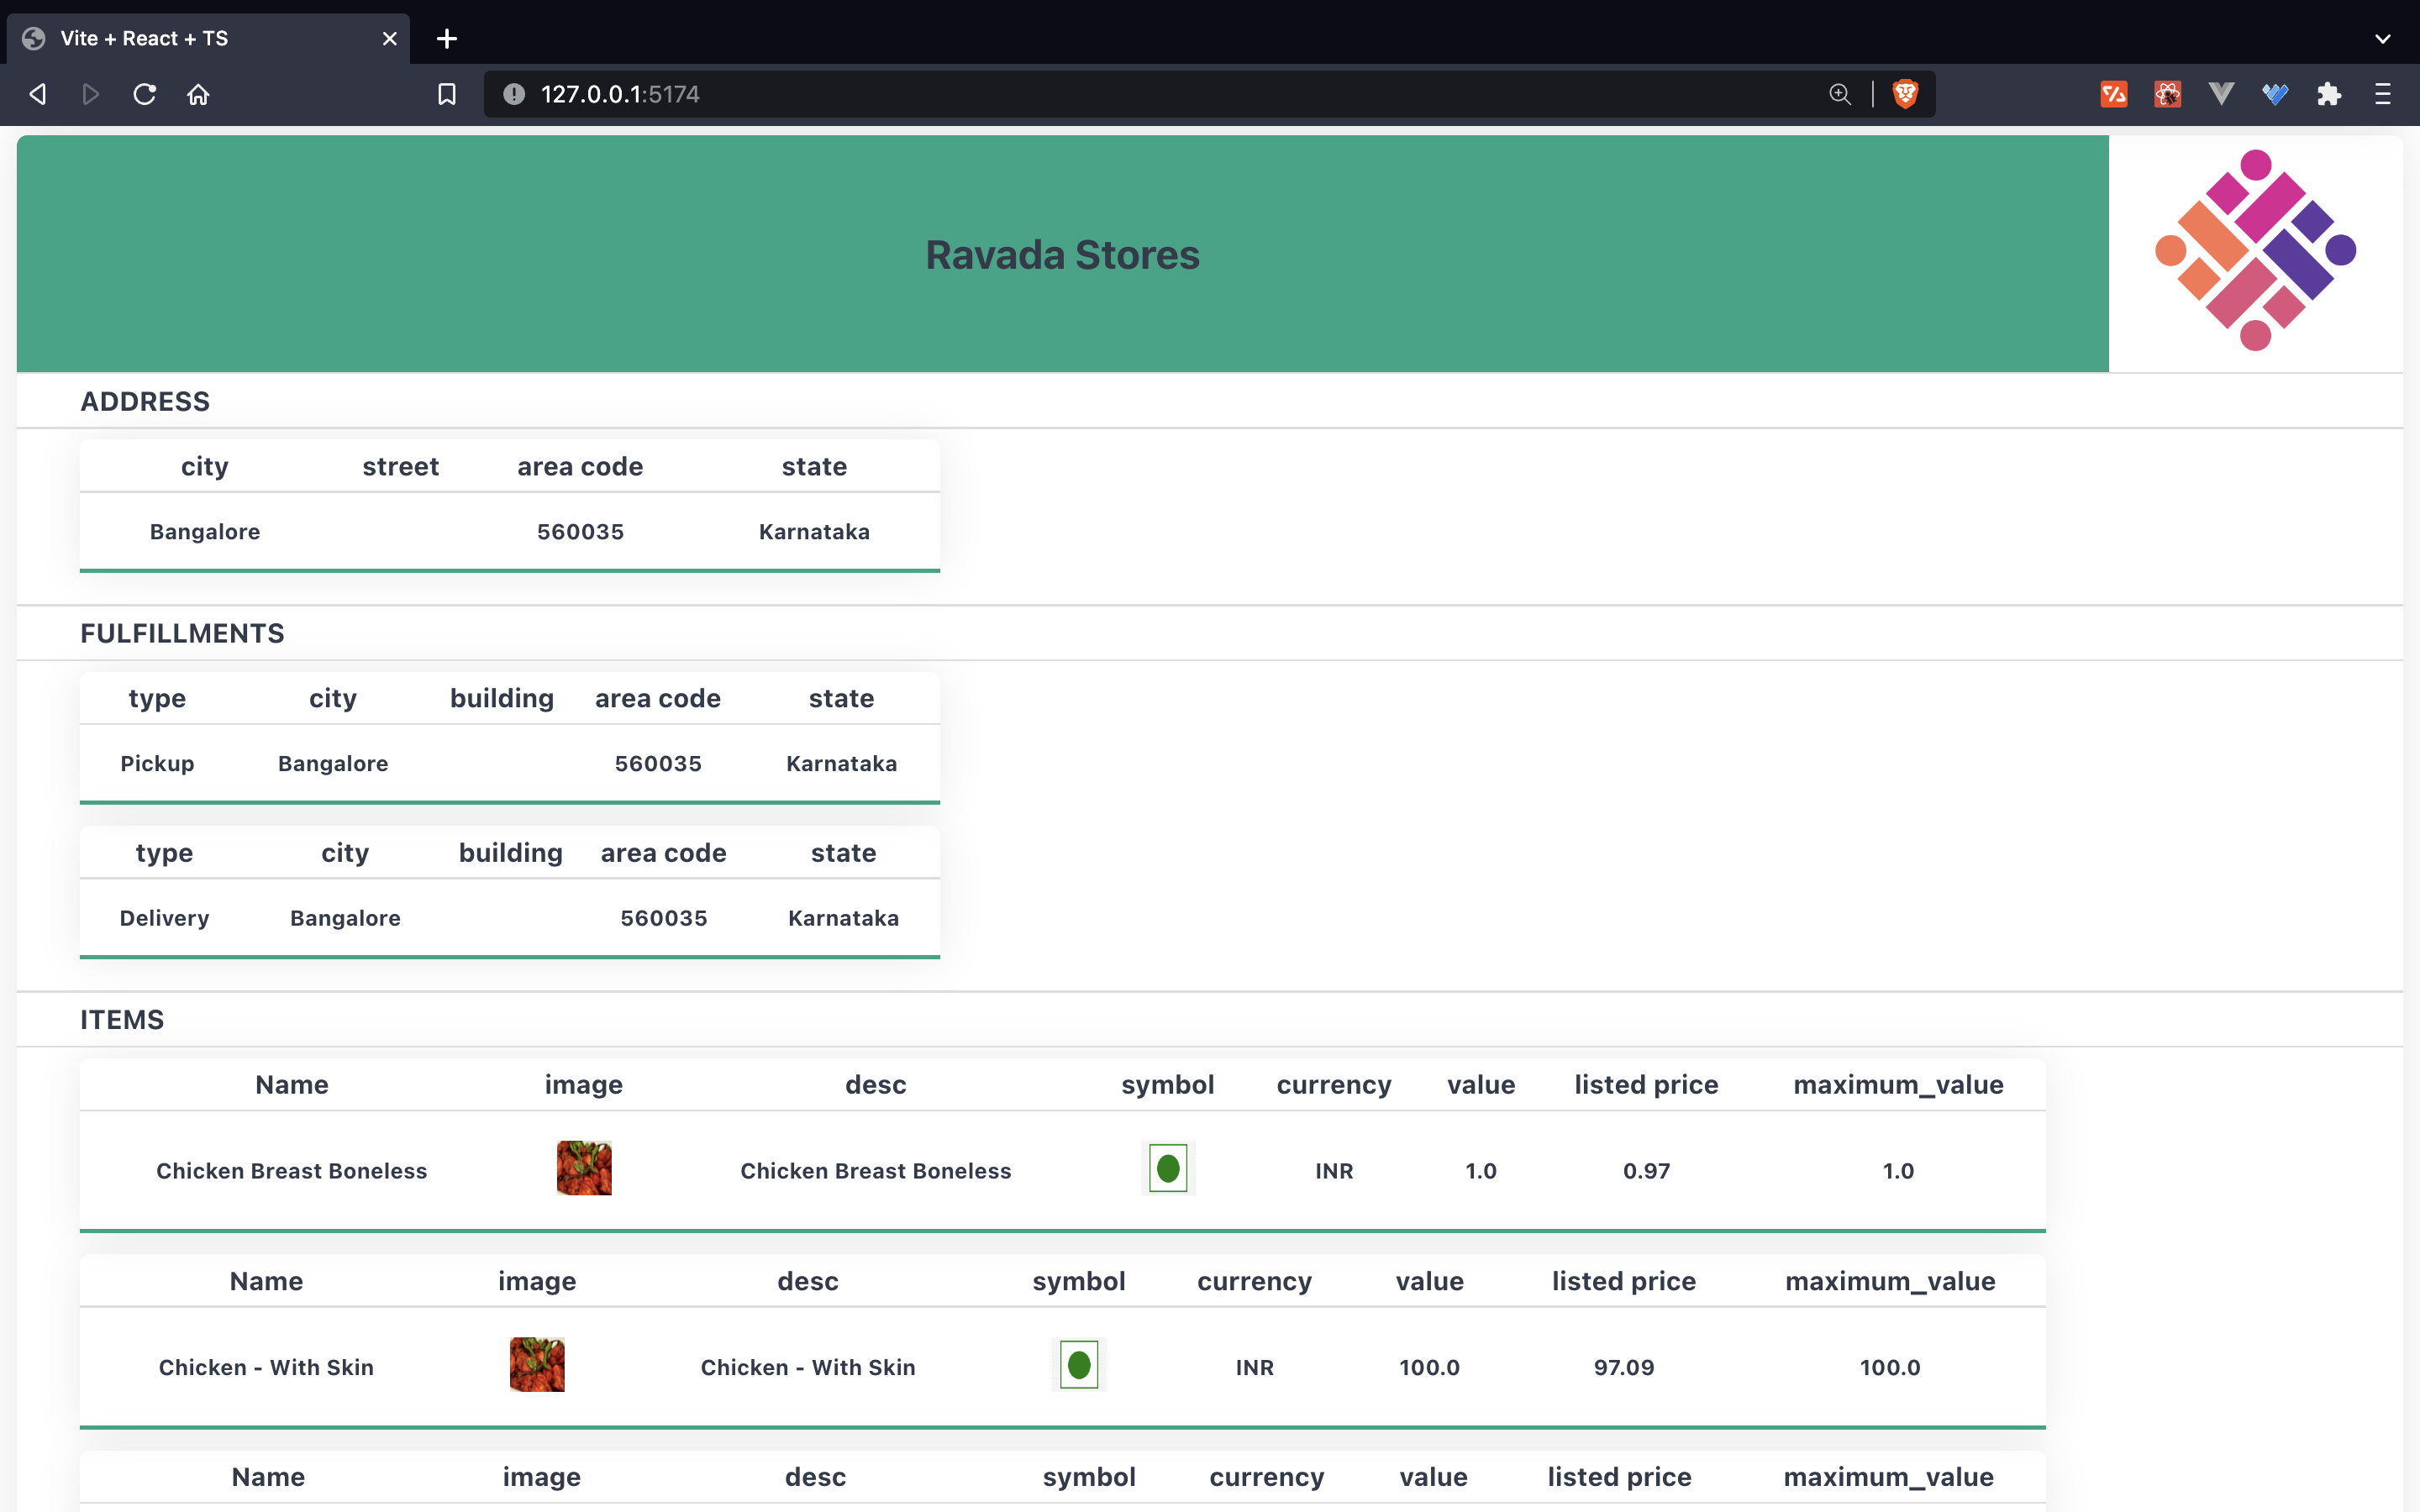 Vite + React + TS
127.0.0.1:5174
Ravada Stores
ADDRESS
city street area code state
Bangalore 560035 Karnataka
FULFILLMENTS
type city building area code state
Pickup Bangalore 560035 Karnataka
type city building area code state
Delivery Bangalore 560035 Karnataka
ITEMS
Name image desc symbol currency value listed price maximum_value
Chicken Breast Boneless Chicken Breast Boneless INR 1.0 0.97 1.0
Name image desc symbol currency value listed price maximum_value
Chicken - With Skin Chicken - With Skin INR 100.0 97.09 100.0
Name image desc symbol currency value listed price maximum_value